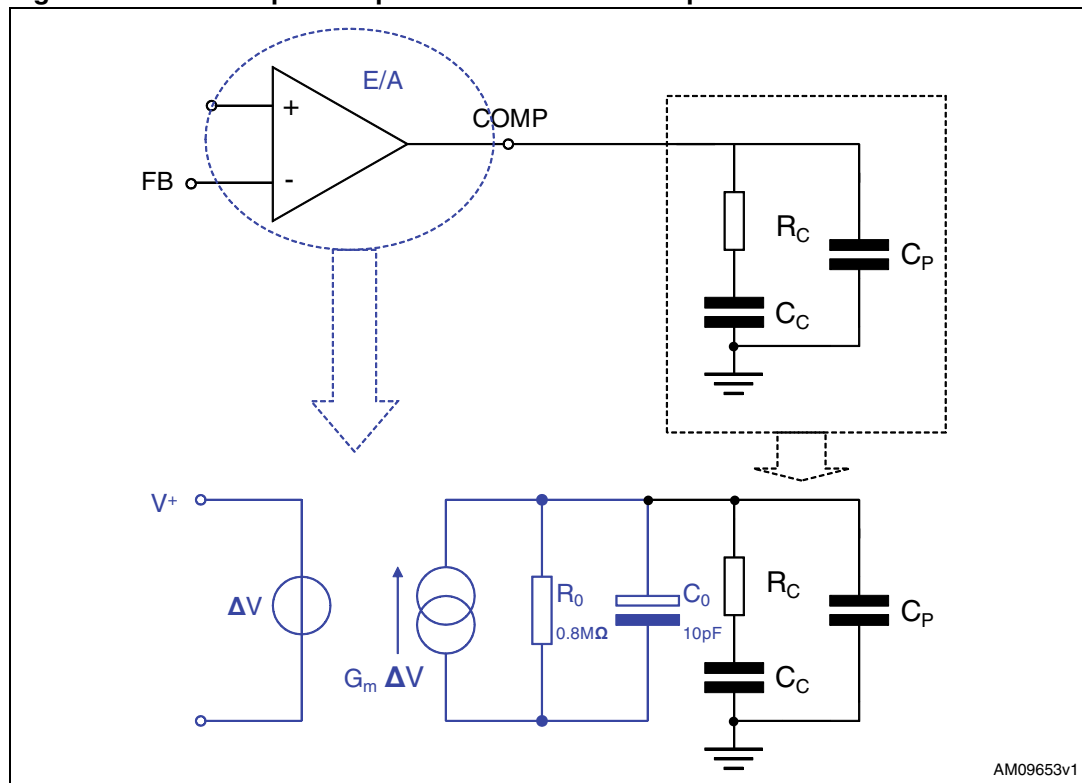 E/A
+
COMP
FB
-
R_C
C_P
C_C
V+
ΔV
G_m ΔV
R_0
0.8MΩ
C_0
10pF
R_C
C_P
C_C
AM09653v1